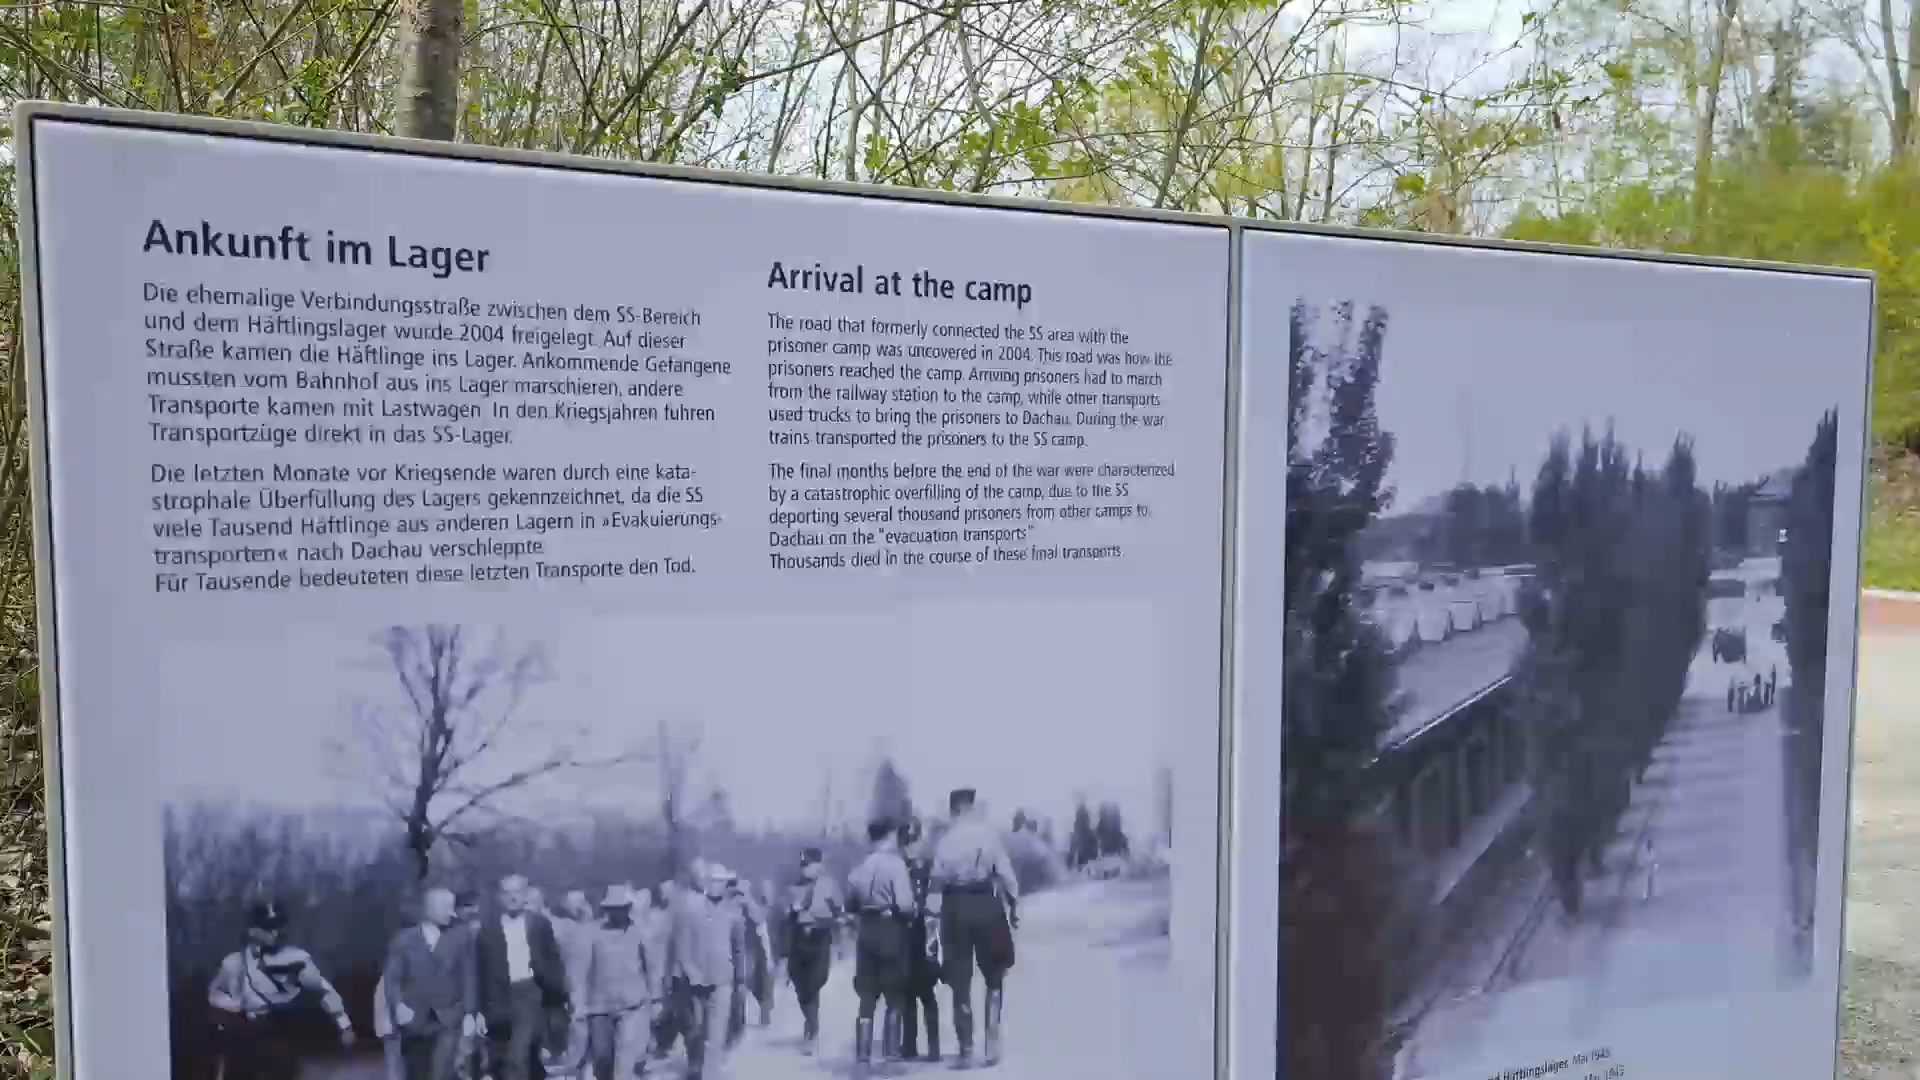 Ankunft im Lager
Die ehemalige Verbindungsstraße zwischen dem SS-Bereich
und dem Häftlingslager wurde 2004 freigelegt. Auf dieser
Straße kamen die Häftlinge ins Lager. Ankommende Gefangene
mussten vom Bahnhof aus ins Lager marschieren, andere
Transporte kamen mit Lastwagen. In den Kriegsjahren fuhren
Transportzüge direkt in das SS-Lager.
Die letzten Monate vor Kriegsende waren durch eine kata-
strophale Überfüllung des Lagers gekennzeichnet, da die SS
viele Tausend Häftlinge aus anderen Lagern in »Evakuierungs-
transporten« nach Dachau verschleppte.
Für Tausende bedeuteten diese letzten Transporte den Tod.
Arrival at the camp
The road that formerly connected the SS area with the
prisoner camp was uncovered in 2004. This road was how the
prisoners reached the camp. Arriving prisoners had to march
from the railway station to the camp, while other transports
used trucks to bring the prisoners to Dachau. During the war
trains transported the prisoners to the SS camp.
The final months before the end of the war were characterized
by a catastrophic overfilling of the camp, due to the SS
deporting several thousand prisoners from other camps to
Dachau on the "evacuation transports"
Thousands died in the course of these final transports.
Häftlingslager, Mai 1945
1945